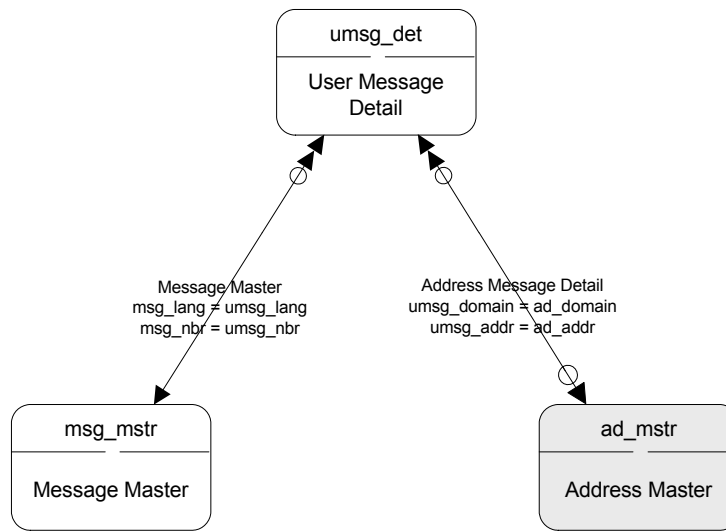 umsg_det
User Message
Detail
Message Master
msg_lang = umsg_lang
msg_nbr = umsg_nbr
Address Message Detail
umsg_domain = ad_domain
umsg_addr = ad_addr
msg_mstr
Message Master
ad_mstr
Address Master